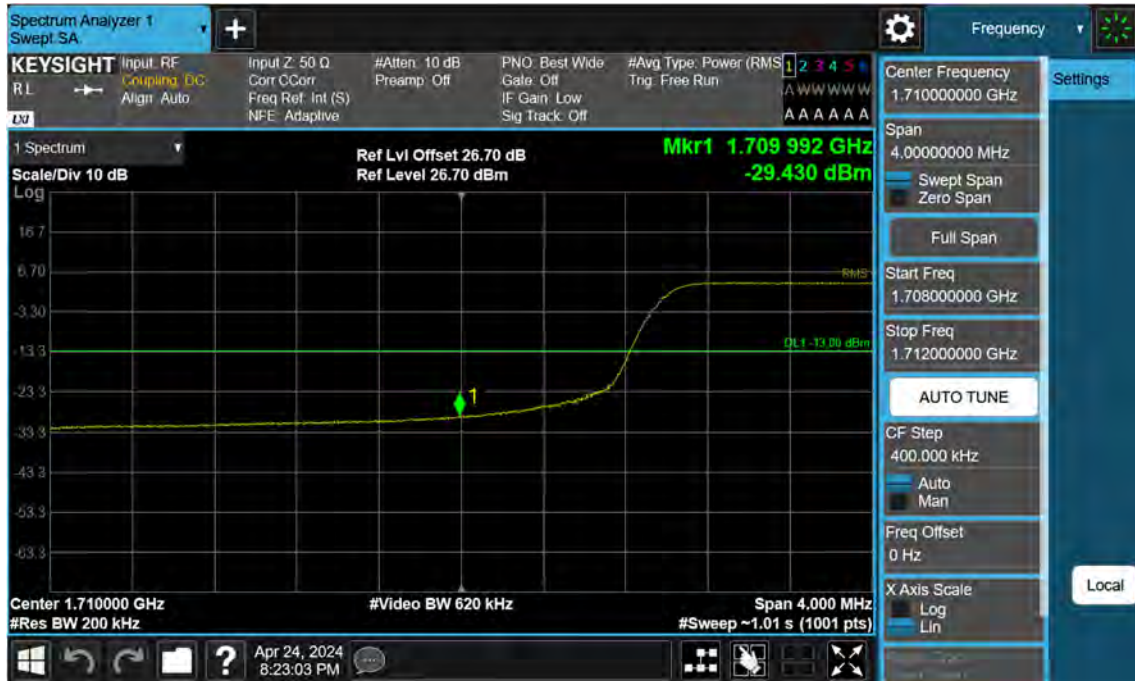 Spectrum Analyzer 1
Swept SA
Frequency
KEYSIGHT
RL
LXI
Input: RF
Coupling: DC
Align: Auto
Input Z: 50 Ω
Corr CCorr
Freq Ref: Int (S)
NFE: Adaptive
#Atten: 10 dB
Preamp: Off
PNO: Best Wide
Gate: Off
IF Gain: Low
Sig Track: Off
#Avg Type: Power (RMS
Trig: Free Run
1 2 3 4 5 6
A W W W W W
A A A A A A
1 Spectrum
Scale/Div 10 dB
Log
Ref Lvl Offset 26.70 dB
Ref Level 26.70 dBm
Mkr1 1.709 992 GHz
-29.430 dBm
16.7
6.70
RMS
-3.30
-13.3
DL1 -13.00 dBm
-23.3
1
-33.3
-43.3
-53.3
-63.3
Center 1.710000 GHz
#Res BW 200 kHz
#Video BW 620 kHz
Span 4.000 MHz
#Sweep ~1.01 s (1001 pts)
Center Frequency
1.710000000 GHz
Settings
Span
4.00000000 MHz
Swept Span
Zero Span
Full Span
Start Freq
1.708000000 GHz
Stop Freq
1.712000000 GHz
AUTO TUNE
CF Step
400.000 kHz
Auto
Man
Freq Offset
0 Hz
X Axis Scale
Log
Lin
Local
?
Apr 24, 2024
8:23:03 PM